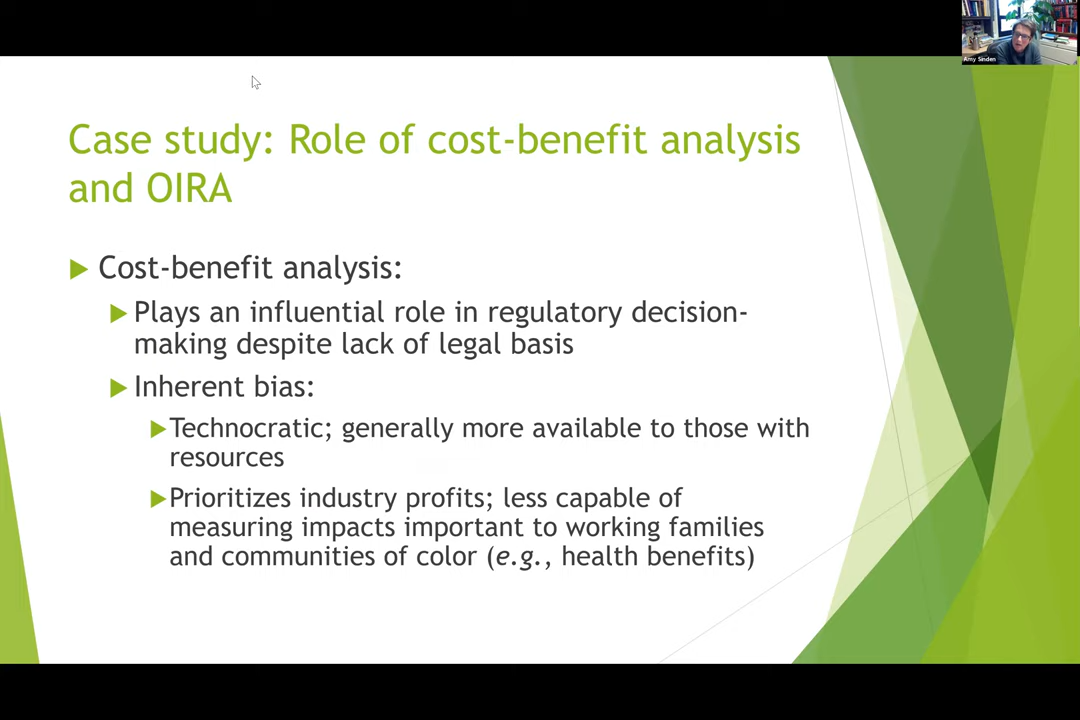 Amy Sinden
Case study: Role of cost-benefit analysis
and OIRA
Cost-benefit analysis:
Plays an influential role in regulatory decision-
making despite lack of legal basis
Inherent bias:
Technocratic; generally more available to those with
resources
Prioritizes industry profits; less capable of
measuring impacts important to working families
and communities of color (e.g., health benefits)